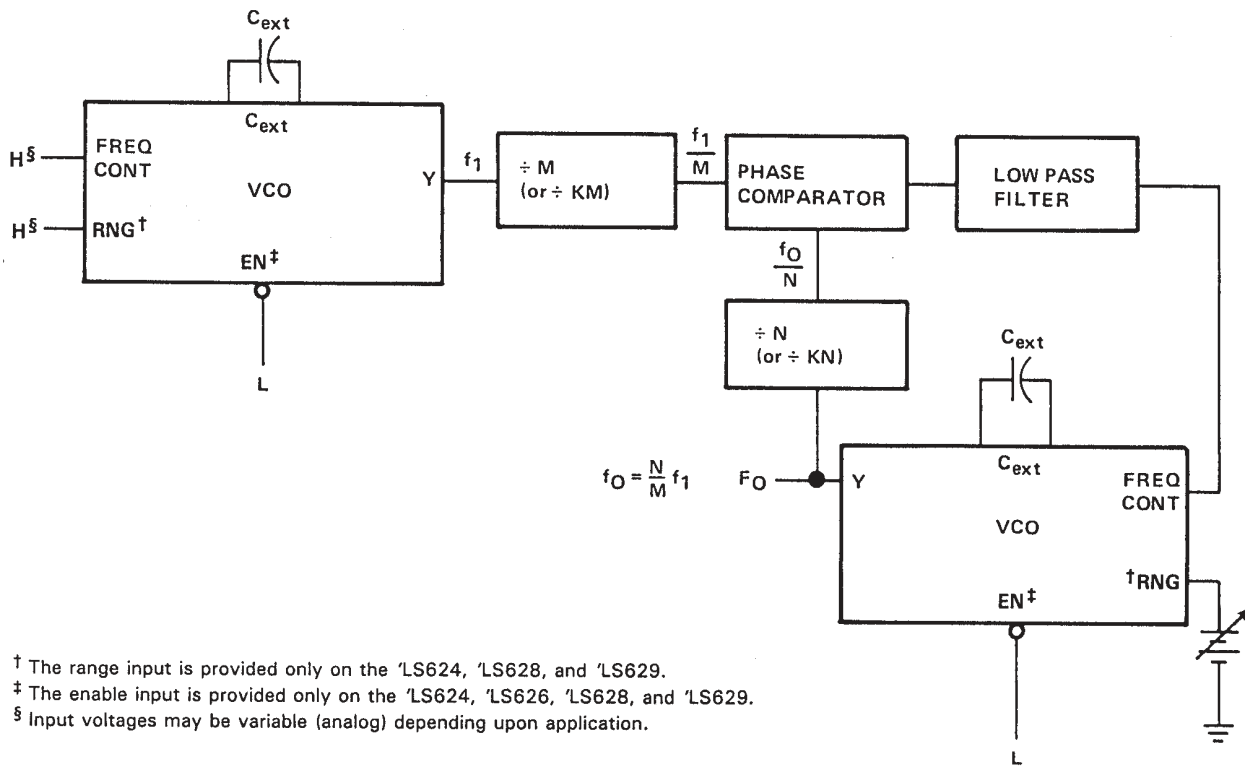 Cext
Cext
H§
FREQ
CONT
VCO
Y
H§
RNG†
EN‡
L
f1
÷ M
(or ÷ KM)
f1
M
PHASE
COMPARATOR
LOW PASS
FILTER
fO
N
÷ N
(or ÷ KN)
Cext
Cext
fO = N/M f1
FO
Y
FREQ
CONT
VCO
†RNG
EN‡
L
† The range input is provided only on the 'LS624, 'LS628, and 'LS629.
‡ The enable input is provided only on the 'LS624, 'LS626, 'LS628, and 'LS629.
§ Input voltages may be variable (analog) depending upon application.